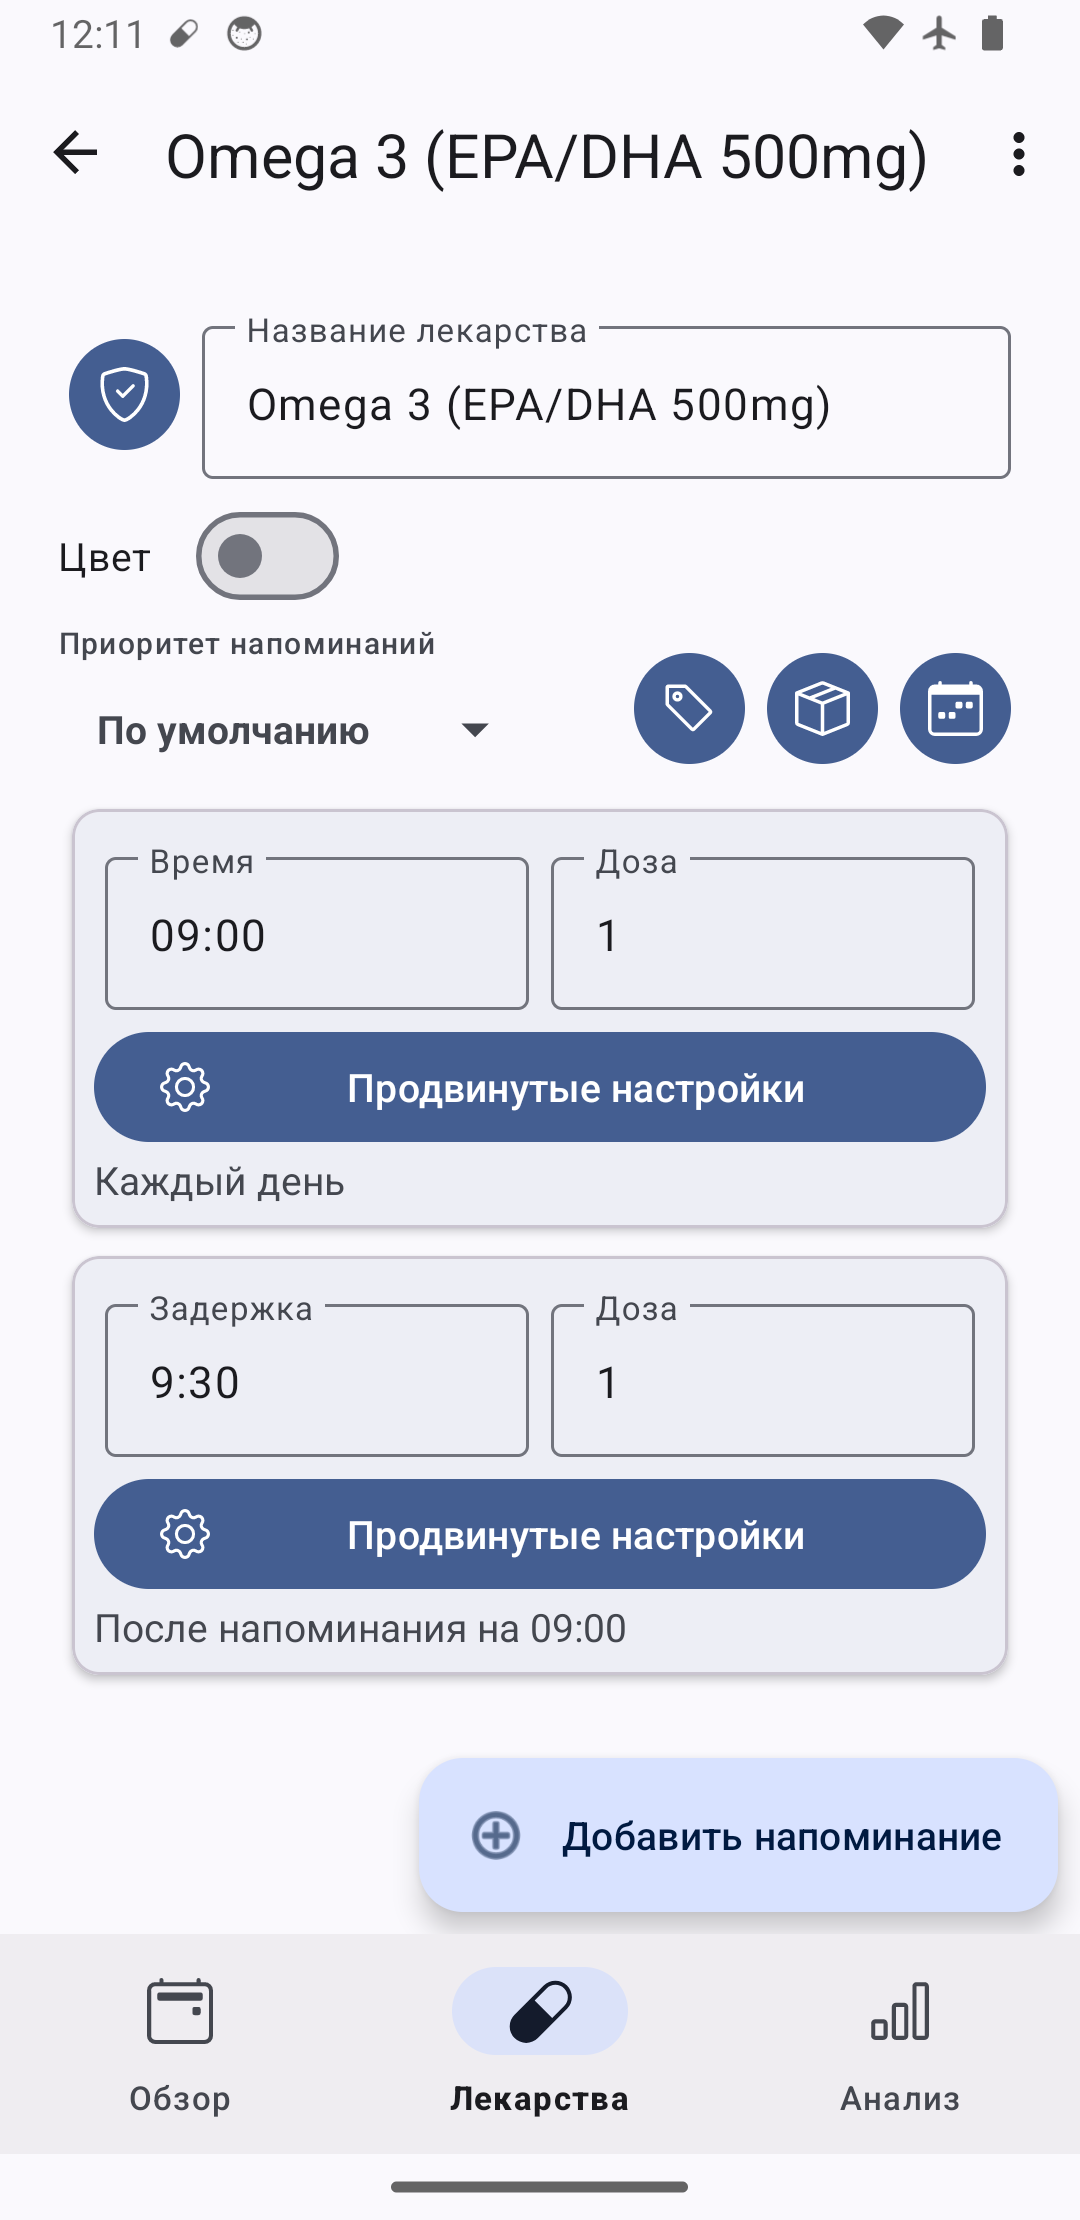 12:11
Omega 3 (EPA/DHA 500mg)
Название лекарства
Omega 3 (EPA/DHA 500mg)
Цвет
Приоритет напоминаний
По умолчанию
Время
09:00
Доза
1
Продвинутые настройки
Каждый день
Задержка
9:30
Доза
1
Продвинутые настройки
После напоминания на 09:00
Добавить напоминание
Обзор
Лекарства
Анализ